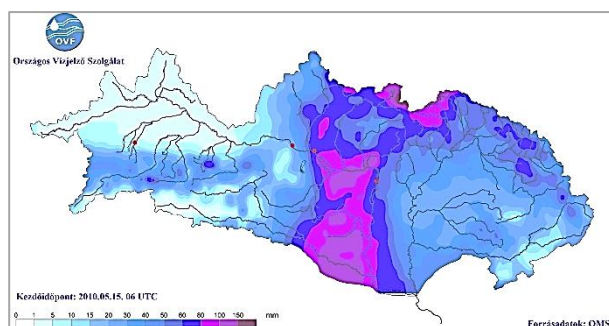 OVF
Országos Vízjelző Szolgálat
Kezdőidőpont: 2010.05.15. 06 UTC
0 1 5 10 15 20 30 40 50 60 80 100 150 mm
Forrásadatok: OMS